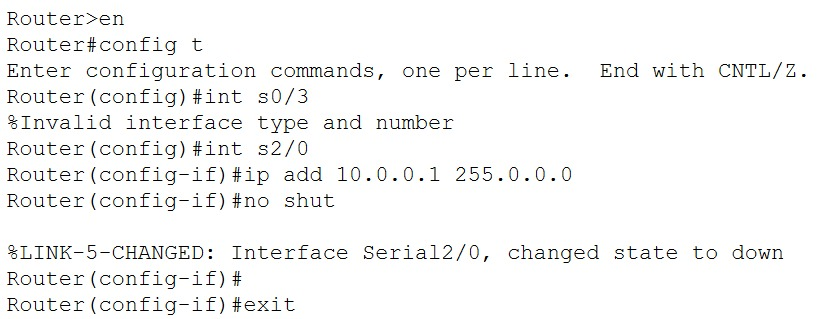 Router>en
Router#config t
Enter configuration commands, one per line.  End with CNTL/Z.
Router(config)#int s0/3
%Invalid interface type and number
Router(config)#int s2/0
Router(config-if)#ip add 10.0.0.1 255.0.0.0
Router(config-if)#no shut

%LINK-5-CHANGED: Interface Serial2/0, changed state to down
Router(config-if)#
Router(config-if)#exit